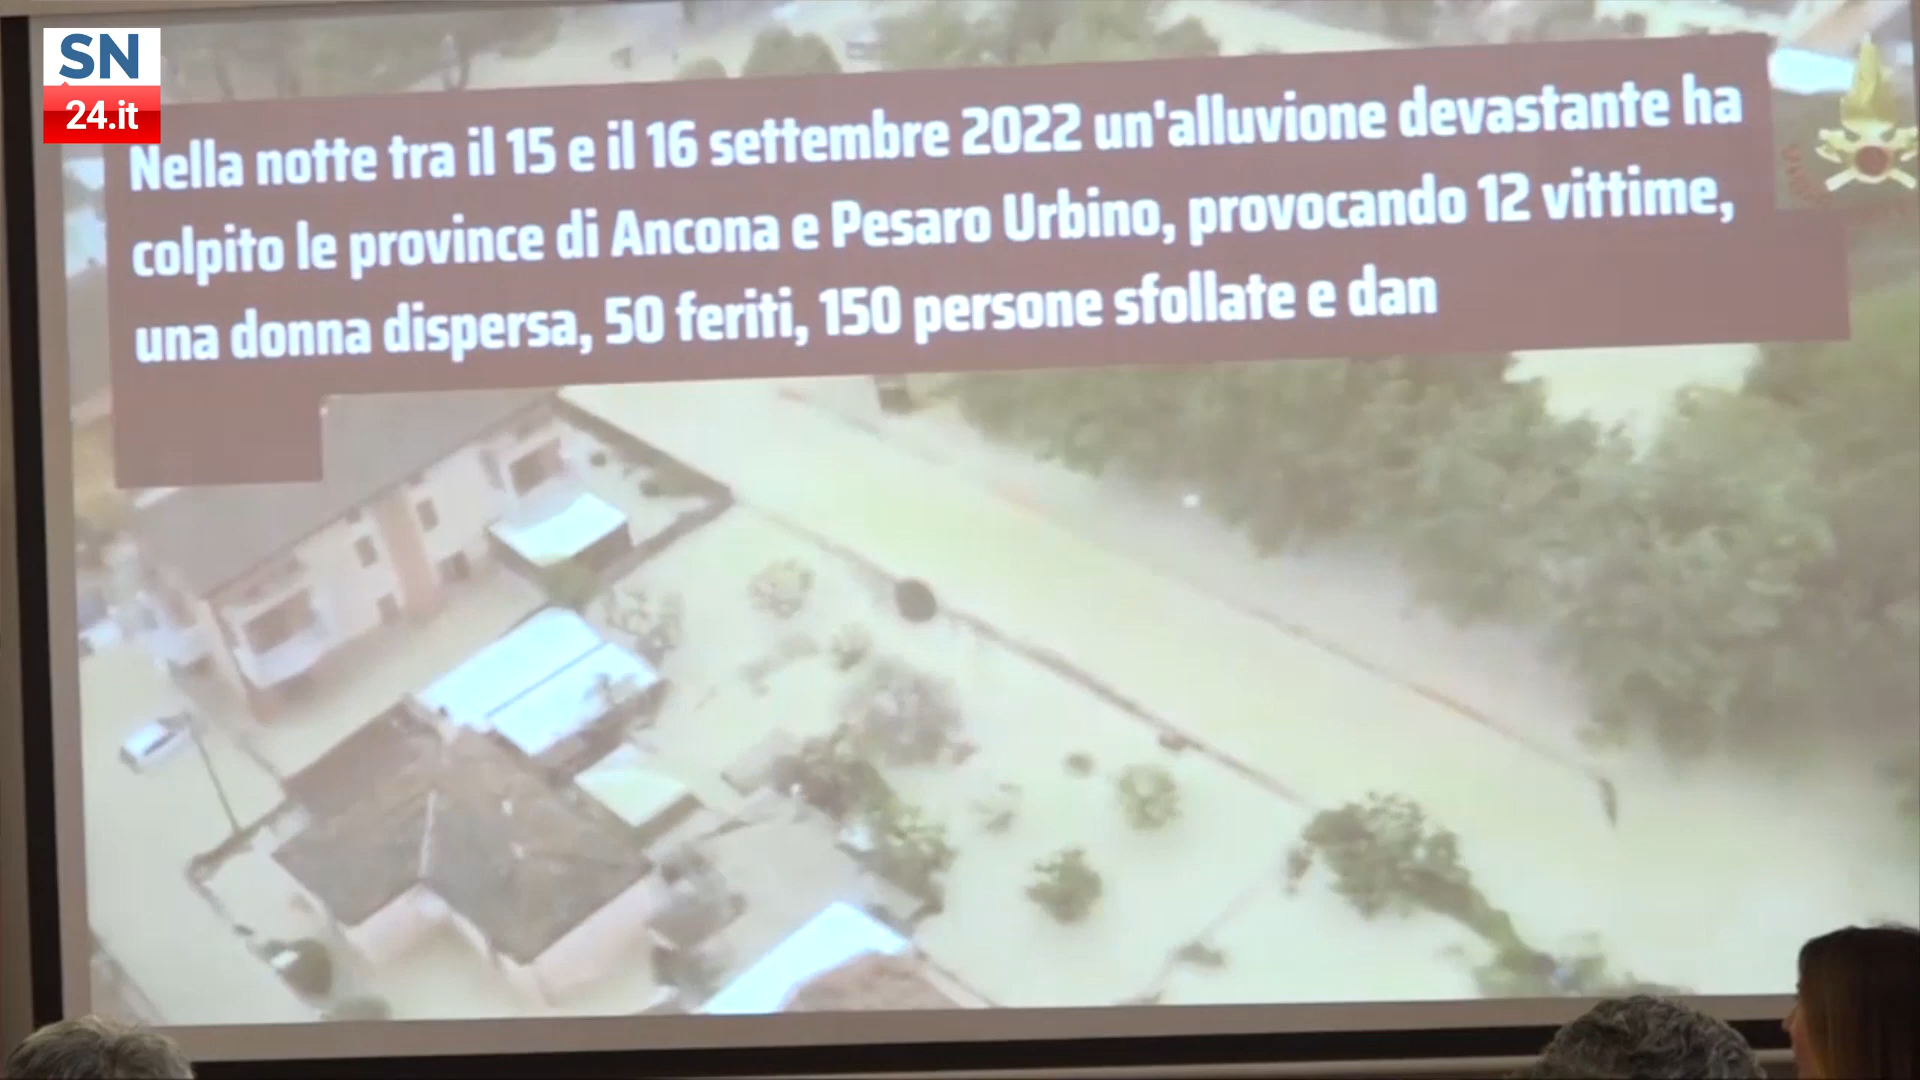 SN
24.it
Nella notte tra il 15 e il 16 settembre 2022 un'alluvione devastante ha
colpito le province di Ancona e Pesaro Urbino, provocando 12 vittime,
una donna dispersa, 50 feriti, 150 persone sfollate e dan